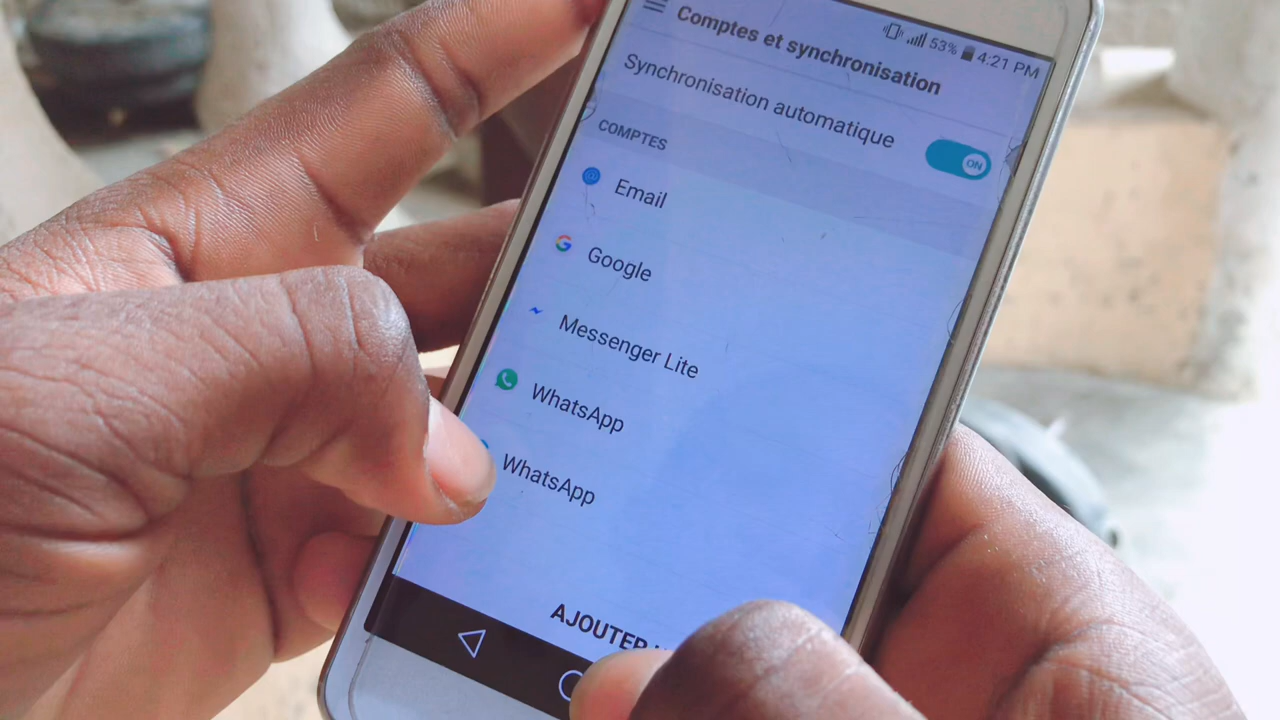 53% 4:21 PM
Comptes et synchronisation
Synchronisation automatique
ON
COMPTES
Email
Google
Messenger Lite
WhatsApp
WhatsApp
AJOUTER